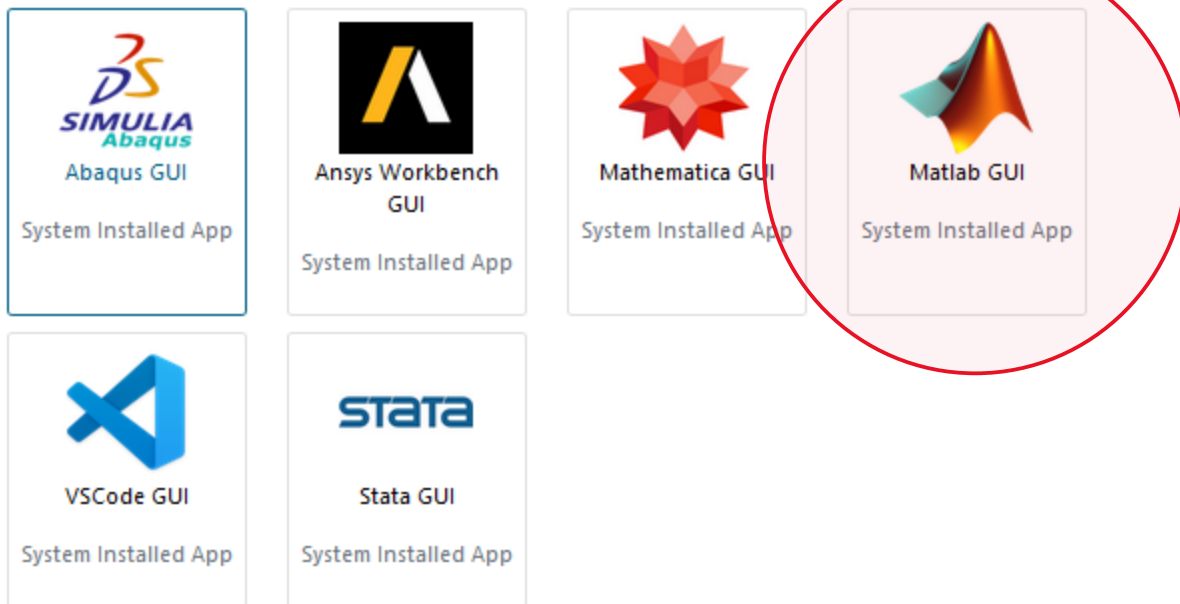 SIMULIA
Abaqus
Abaqus GUI
System Installed App
Ansys Workbench
GUI
System Installed App
Mathematica GUI
System Installed App
Matlab GUI
System Installed App
VSCode GUI
System Installed App
STATA
Stata GUI
System Installed App